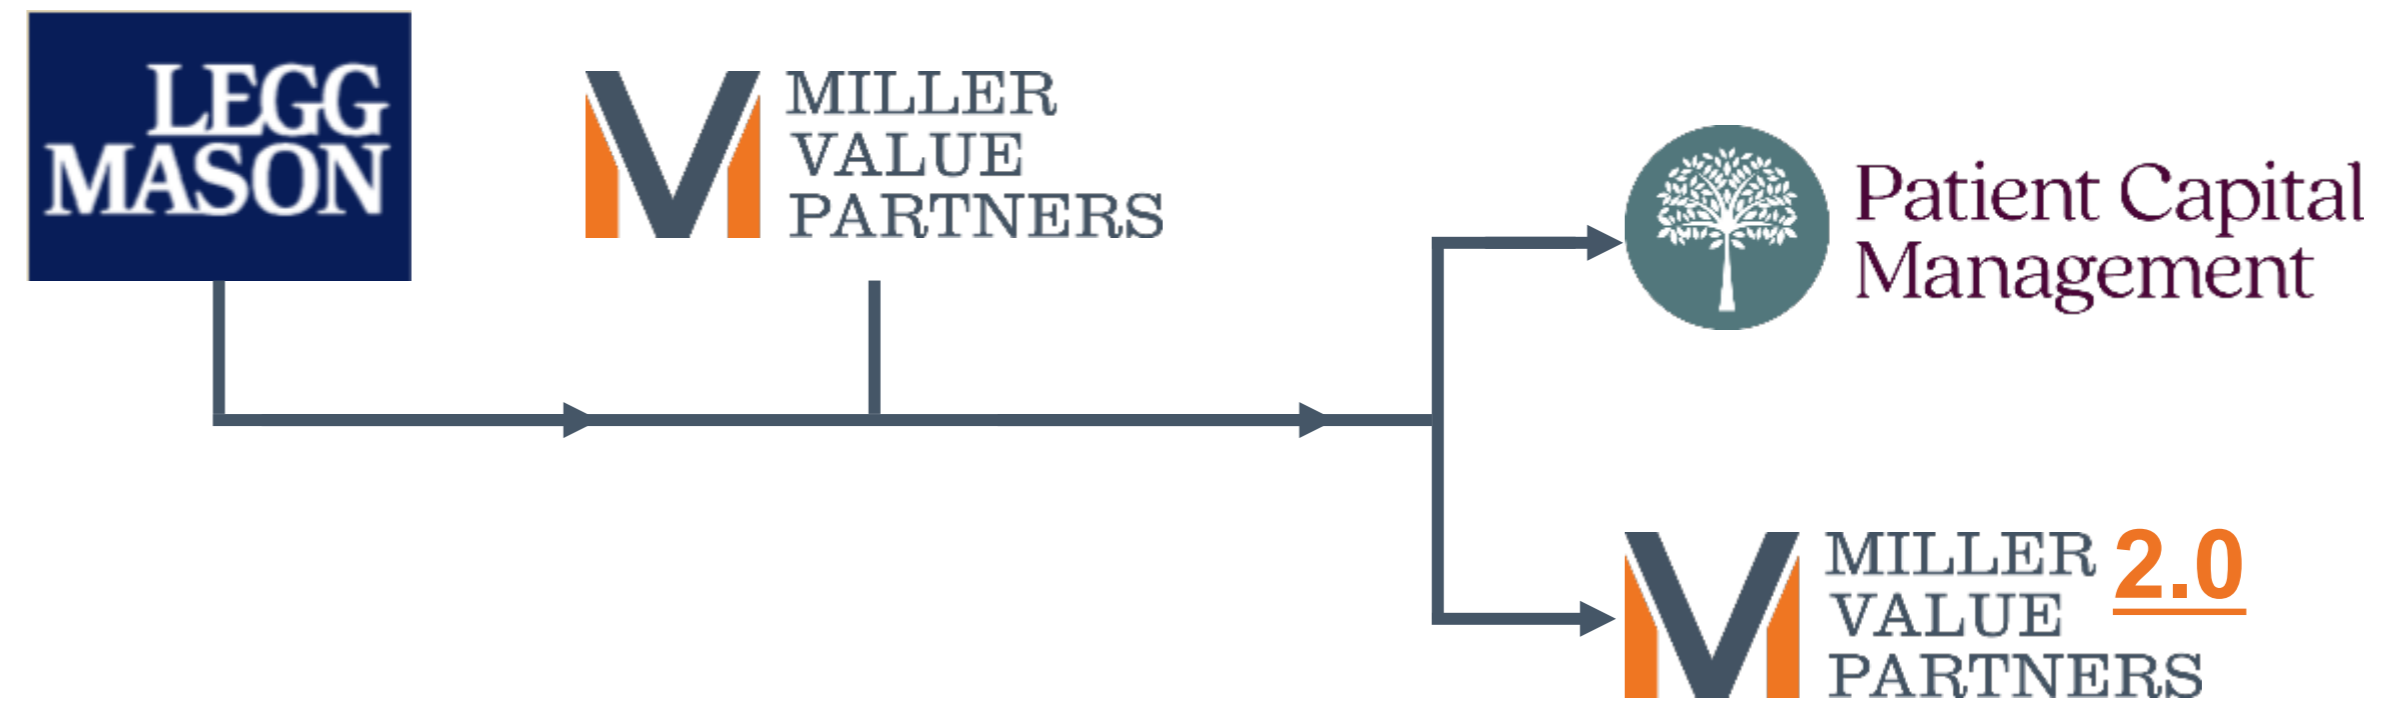 LEGG
MASON
MILLER
VALUE
PARTNERS
Patient Capital
Management
MILLER 2.0
VALUE
PARTNERS